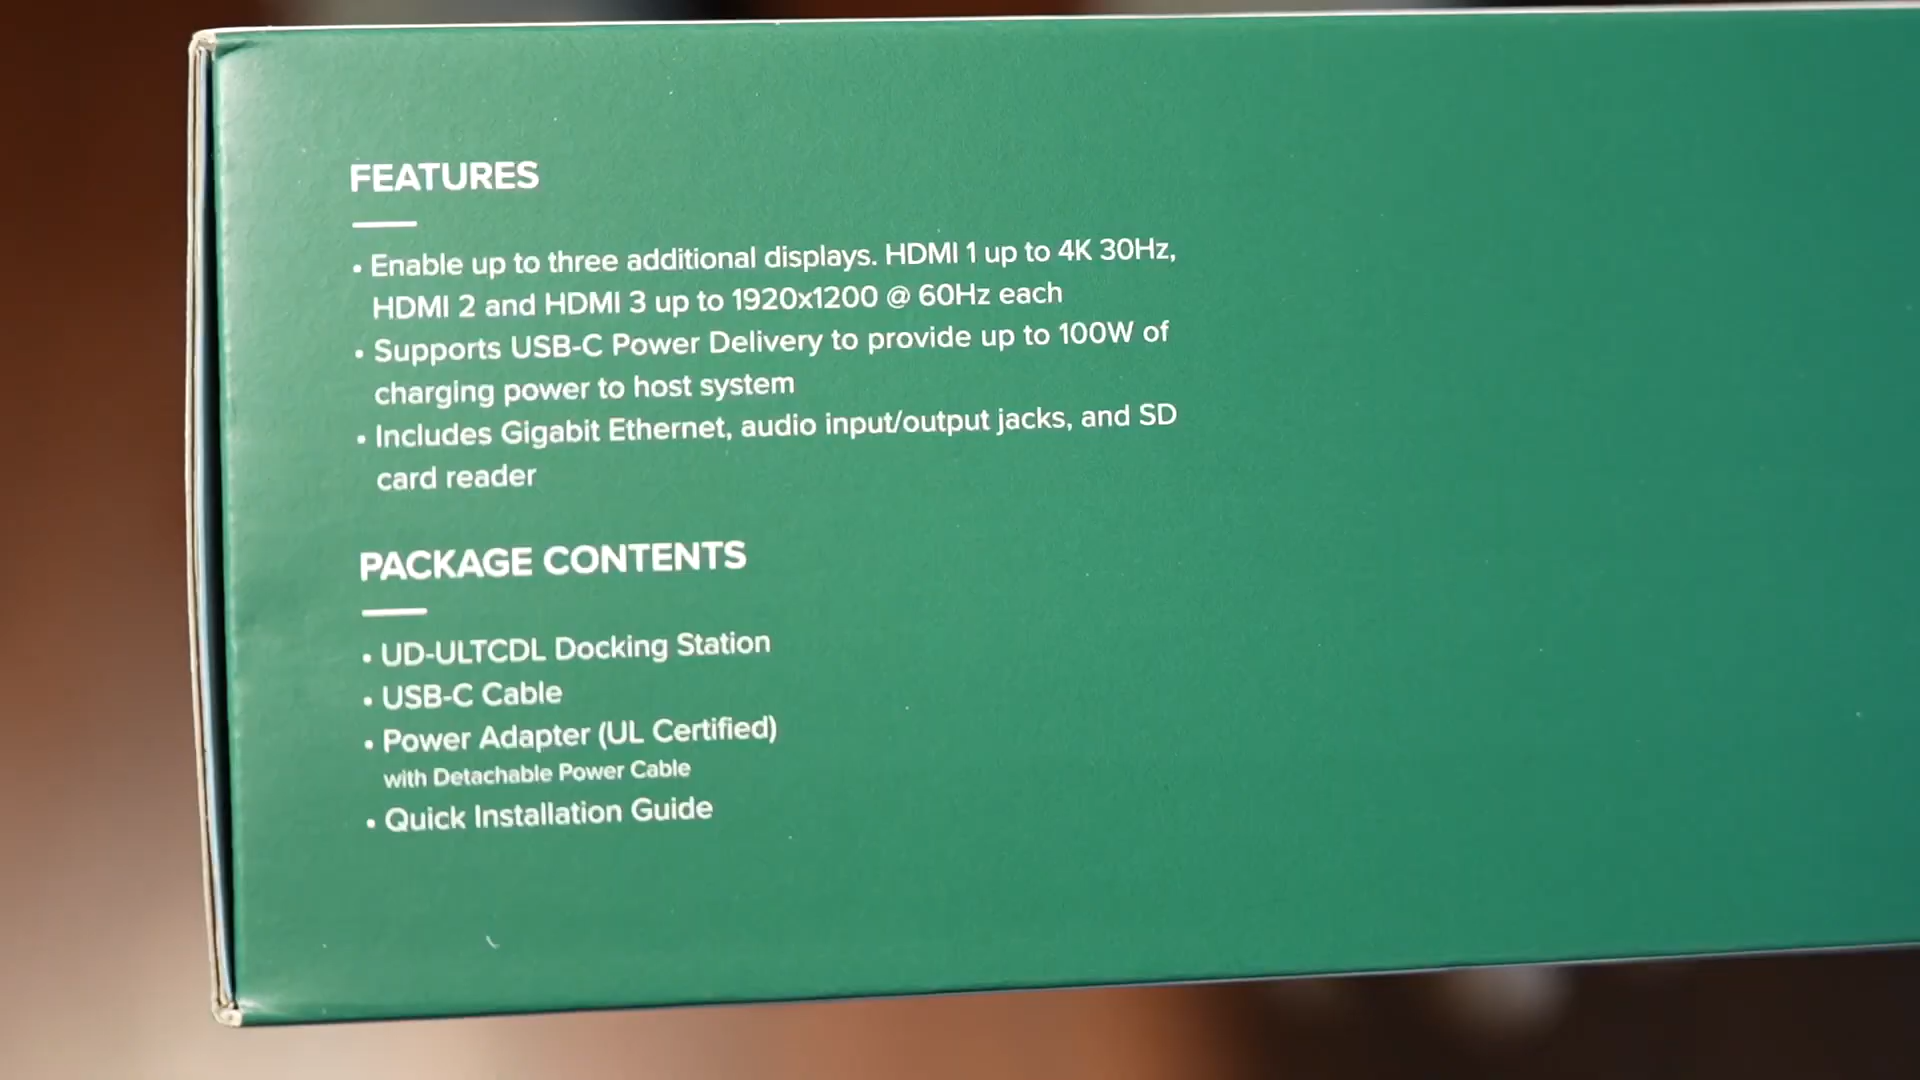 FEATURES
• Enable up to three additional displays. HDMI 1 up to 4K 30Hz,
HDMI 2 and HDMI 3 up to 1920x1200 @ 60Hz each
• Supports USB-C Power Delivery to provide up to 100W of
charging power to host system
• Includes Gigabit Ethernet, audio input/output jacks, and SD
card reader
PACKAGE CONTENTS
• UD-ULTCDL Docking Station
• USB-C Cable
• Power Adapter (UL Certified)
with Detachable Power Cable
• Quick Installation Guide